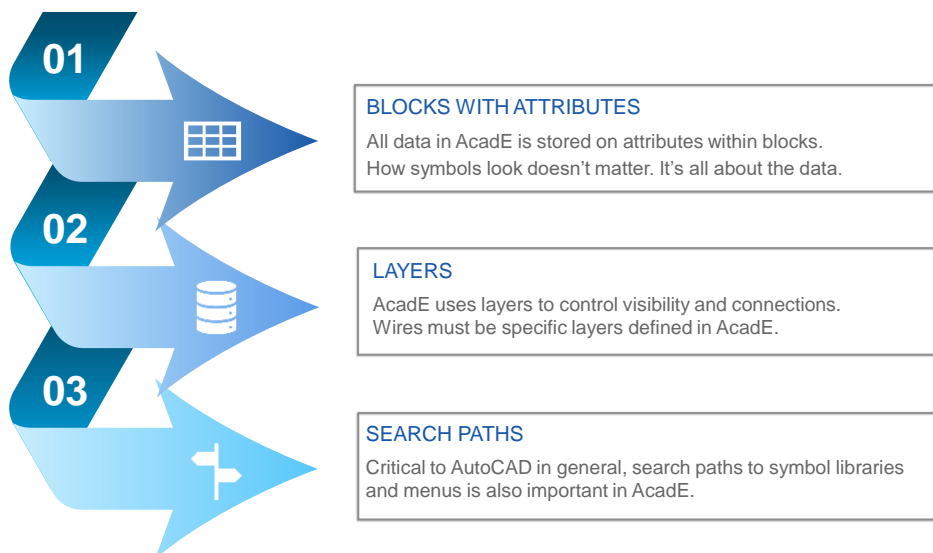 01
BLOCKS WITH ATTRIBUTES
All data in AcadE is stored on attributes within blocks.
How symbols look doesn’t matter. It’s all about the data.
02
LAYERS
AcadE uses layers to control visibility and connections.
Wires must be specific layers defined in AcadE.
03
SEARCH PATHS
Critical to AutoCAD in general, search paths to symbol libraries
and menus is also important in AcadE.